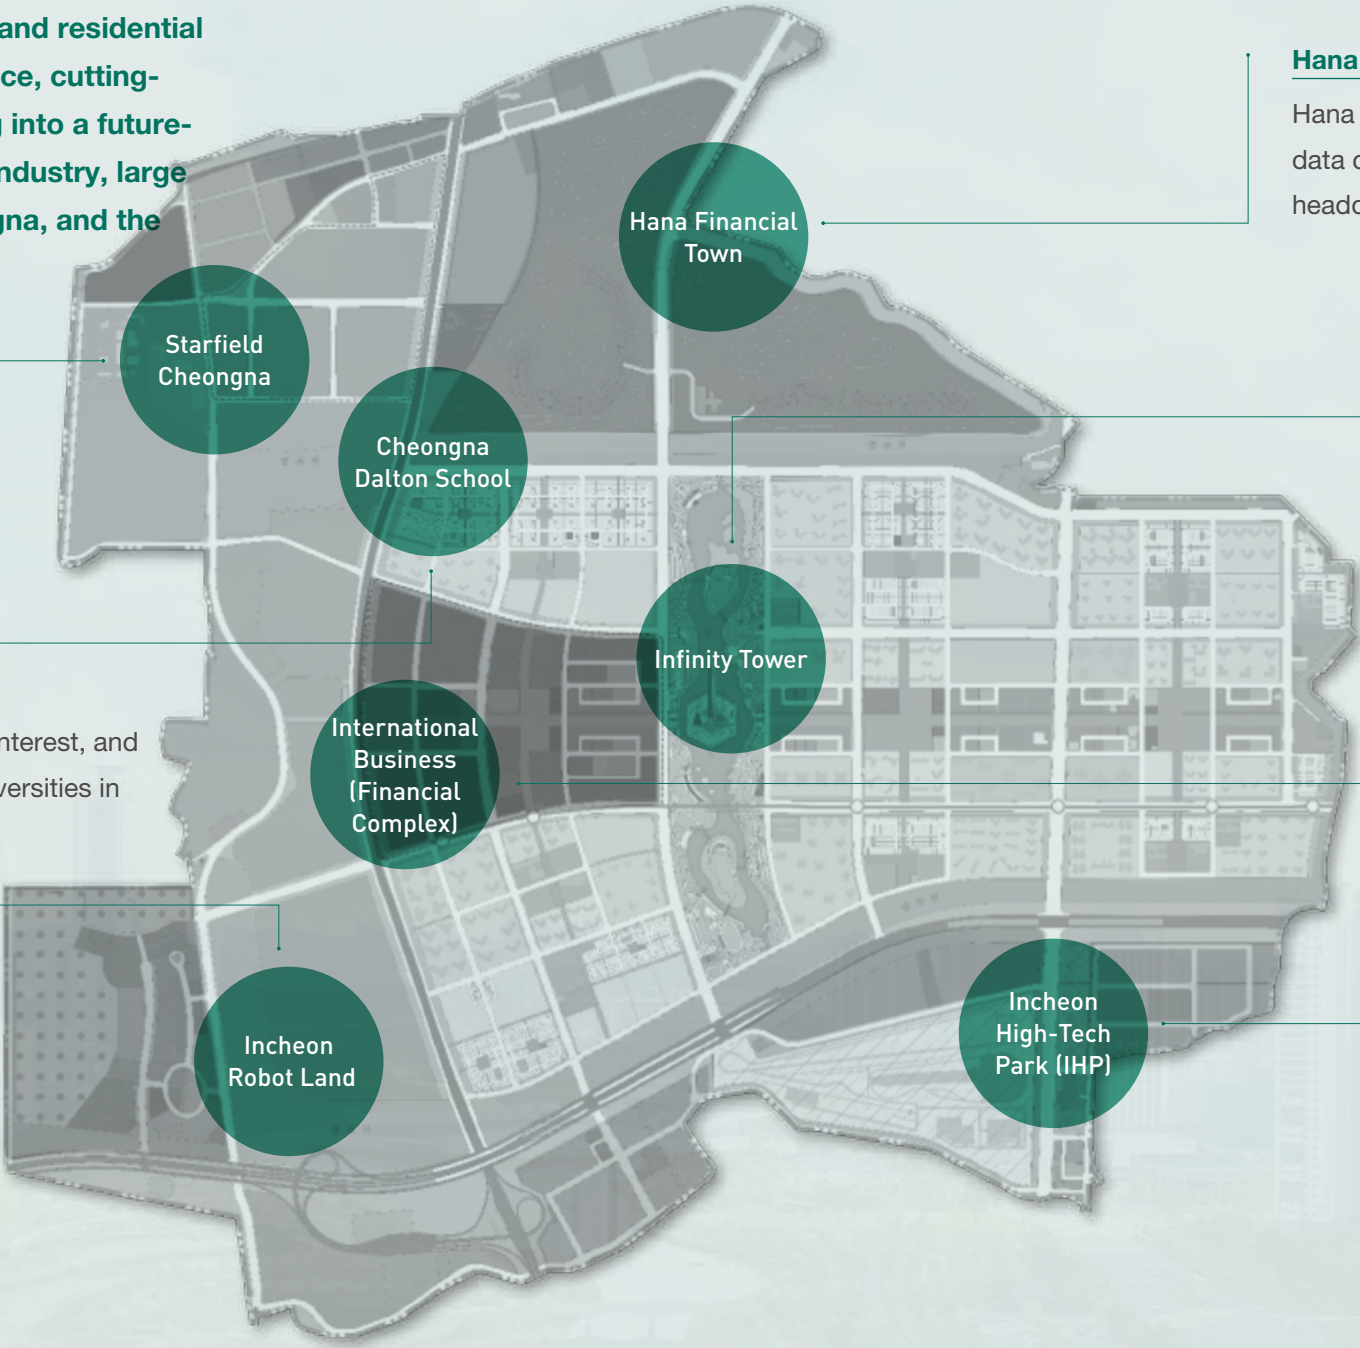 and residential
ce, cutting-
g into a future-
ndustry, large
gna, and the
Hana
Hana
data
Hana Financial
Town
Starfield
Cheongna
Cheongna
Dalton School
Infinity Tower
International
Business
(Financial
Complex)
nterest, and
versities in
Incheon
High-Tech
Park (IHP)
Incheon
Robot Land